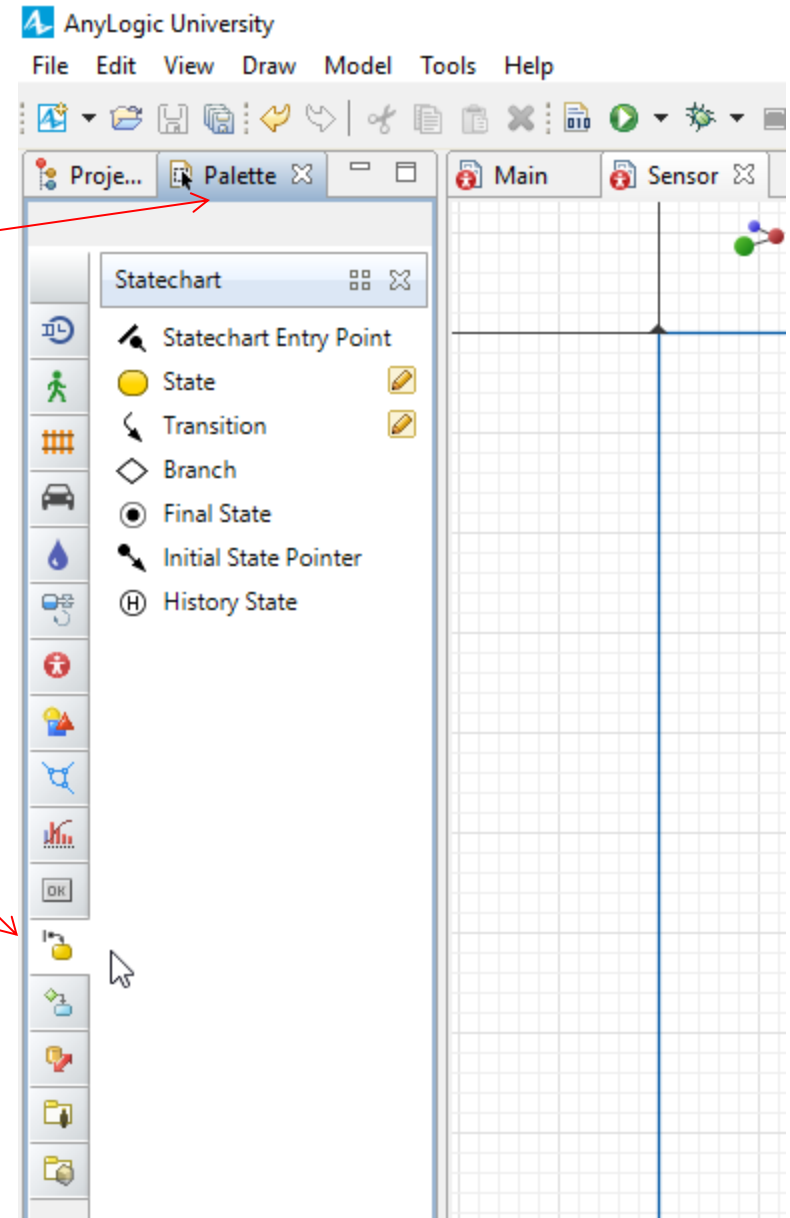 AnyLogic University
File Edit View Draw Model Tools Help
010
Proje... Palette Main Sensor
Statechart
Statechart Entry Point
State
Transition
Branch
Final State
Initial State Pointer
H History State
OK